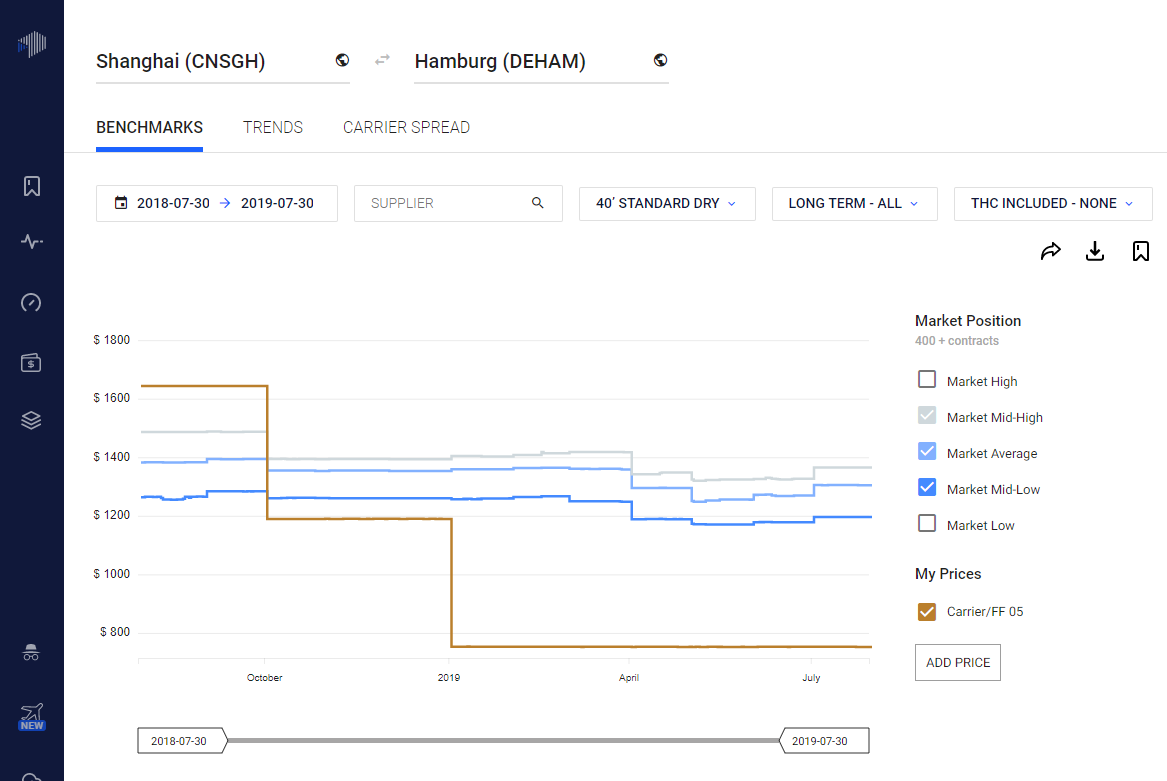 Shanghai (CNSGH) Hamburg (DEHAM)
BENCHMARKS TRENDS CARRIER SPREAD
2018-07-30 → 2019-07-30 SUPPLIER 40’ STANDARD DRY LONG TERM - ALL THC INCLUDED - NONE
Market Position
400 + contracts
Market High
Market Mid-High
Market Average
Market Mid-Low
Market Low
My Prices
Carrier/FF 05
ADD PRICE
$ 1800
$ 1600
$ 1400
$ 1200
$ 1000
$ 800
October 2019 April July
2018-07-30 2019-07-30
$
NEW